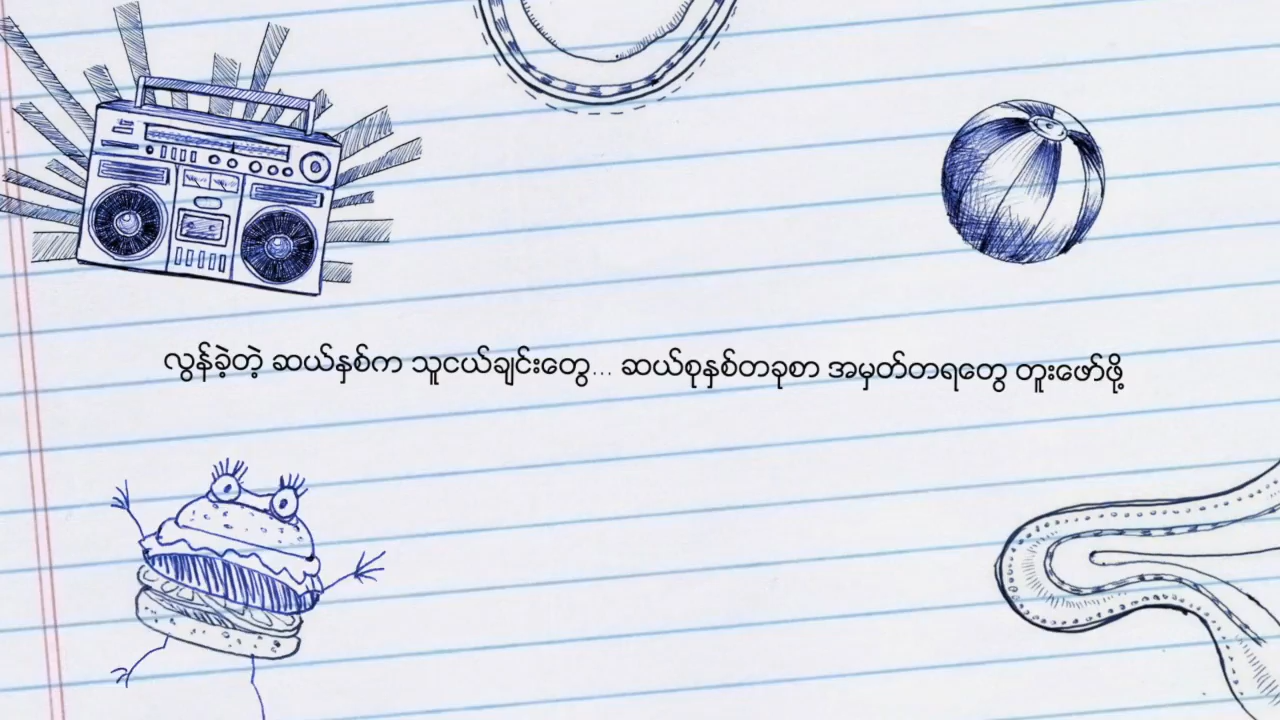 လွန်ခဲ့တဲ့ ဆယ်နှစ်က သူငယ်ချင်းတွေ... ဆယ်စုနှစ်တခုစာ အမှတ်တရတွေ တူးဖော်ဖို့